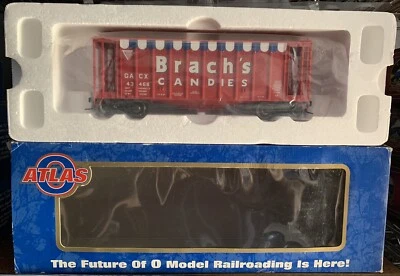 Brach's
CANDIES
GACX
ATLAS
The Future Of O Model Railroading Is Here!